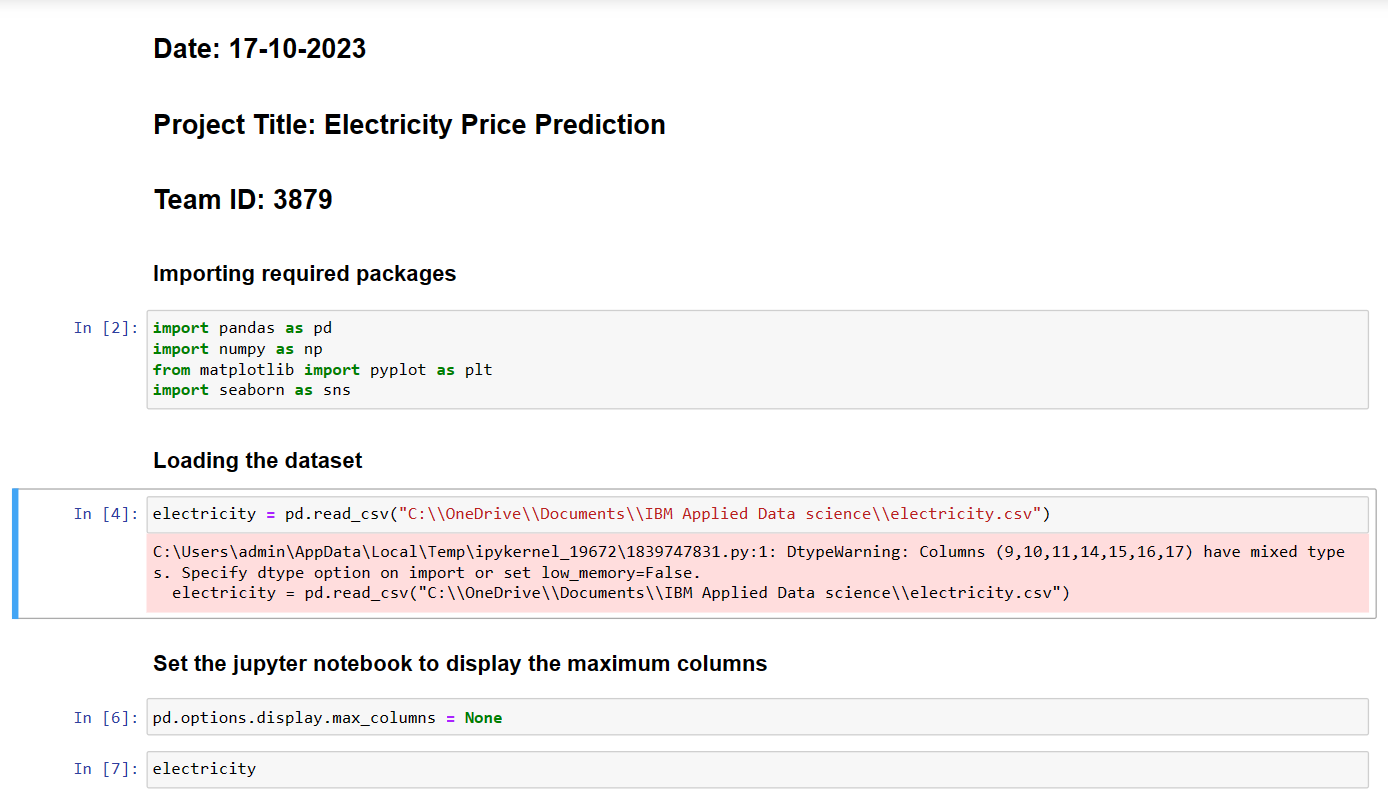 Date: 17-10-2023
Project Title: Electricity Price Prediction
Team ID: 3879
Importing required packages
In [2]: import pandas as pd
import numpy as np
from matplotlib import pyplot as plt
import seaborn as sns
Loading the dataset
In [4]: electricity = pd.read_csv("C:\\OneDrive\\Documents\\IBM Applied Data science\\electricity.csv")
C:\Users\admin\AppData\Local\Temp\ipykernel_19672\1839747831.py:1: DtypeWarning: Columns (9,10,11,14,15,16,17) have mixed type
s. Specify dtype option on import or set low_memory=False.
electricity = pd.read_csv("C:\\OneDrive\\Documents\\IBM Applied Data science\\electricity.csv")
Set the jupyter notebook to display the maximum columns
In [6]: pd.options.display.max_columns = None
In [7]: electricity